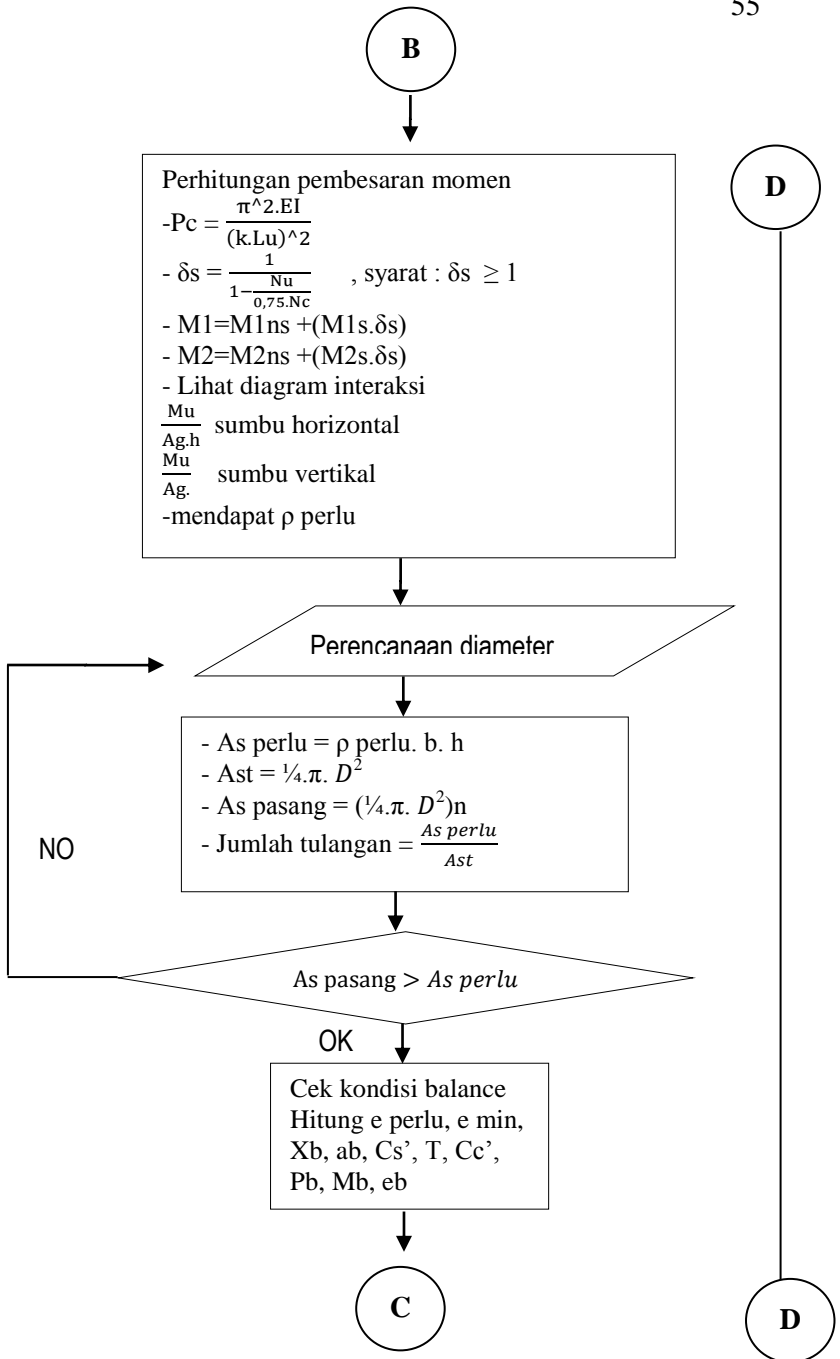 55
B
D
Perhitungan pembesaran momen
-Pc = π^2.EI / (k.Lu)^2
- δs = 1 / 1−Nu/0,75.Nc , syarat : δs ≥ 1
- M1=M1ns +(M1s.δs)
- M2=M2ns +(M2s.δs)
- Lihat diagram interaksi
Mu/Ag.h sumbu horizontal
Mu/Ag. sumbu vertikal
-mendapat ρ perlu
Perencanaan diameter
- As perlu = ρ perlu. b. h
- Ast = ¼.π. D²
- As pasang = (¼.π. D²)n
- Jumlah tulangan = As perlu / Ast
NO
As pasang > As perlu
OK
Cek kondisi balance
Hitung e perlu, e min,
Xb, ab, Cs’, T, Cc’,
Pb, Mb, eb
C
D